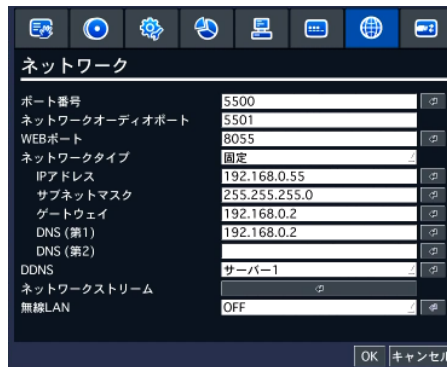 ネットワーク
ポート番号 5500
ネットワークオーディオポート 5501
WEBポート 8055
ネットワークタイプ 固定
IPアドレス 192.168.0.55
サブネットマスク 255.255.255.0
ゲートウェイ 192.168.0.2
DNS (第1) 192.168.0.2
DNS (第2)
DDNS サーバー1
ネットワークストリーム
無線LAN OFF
OK キャンセル